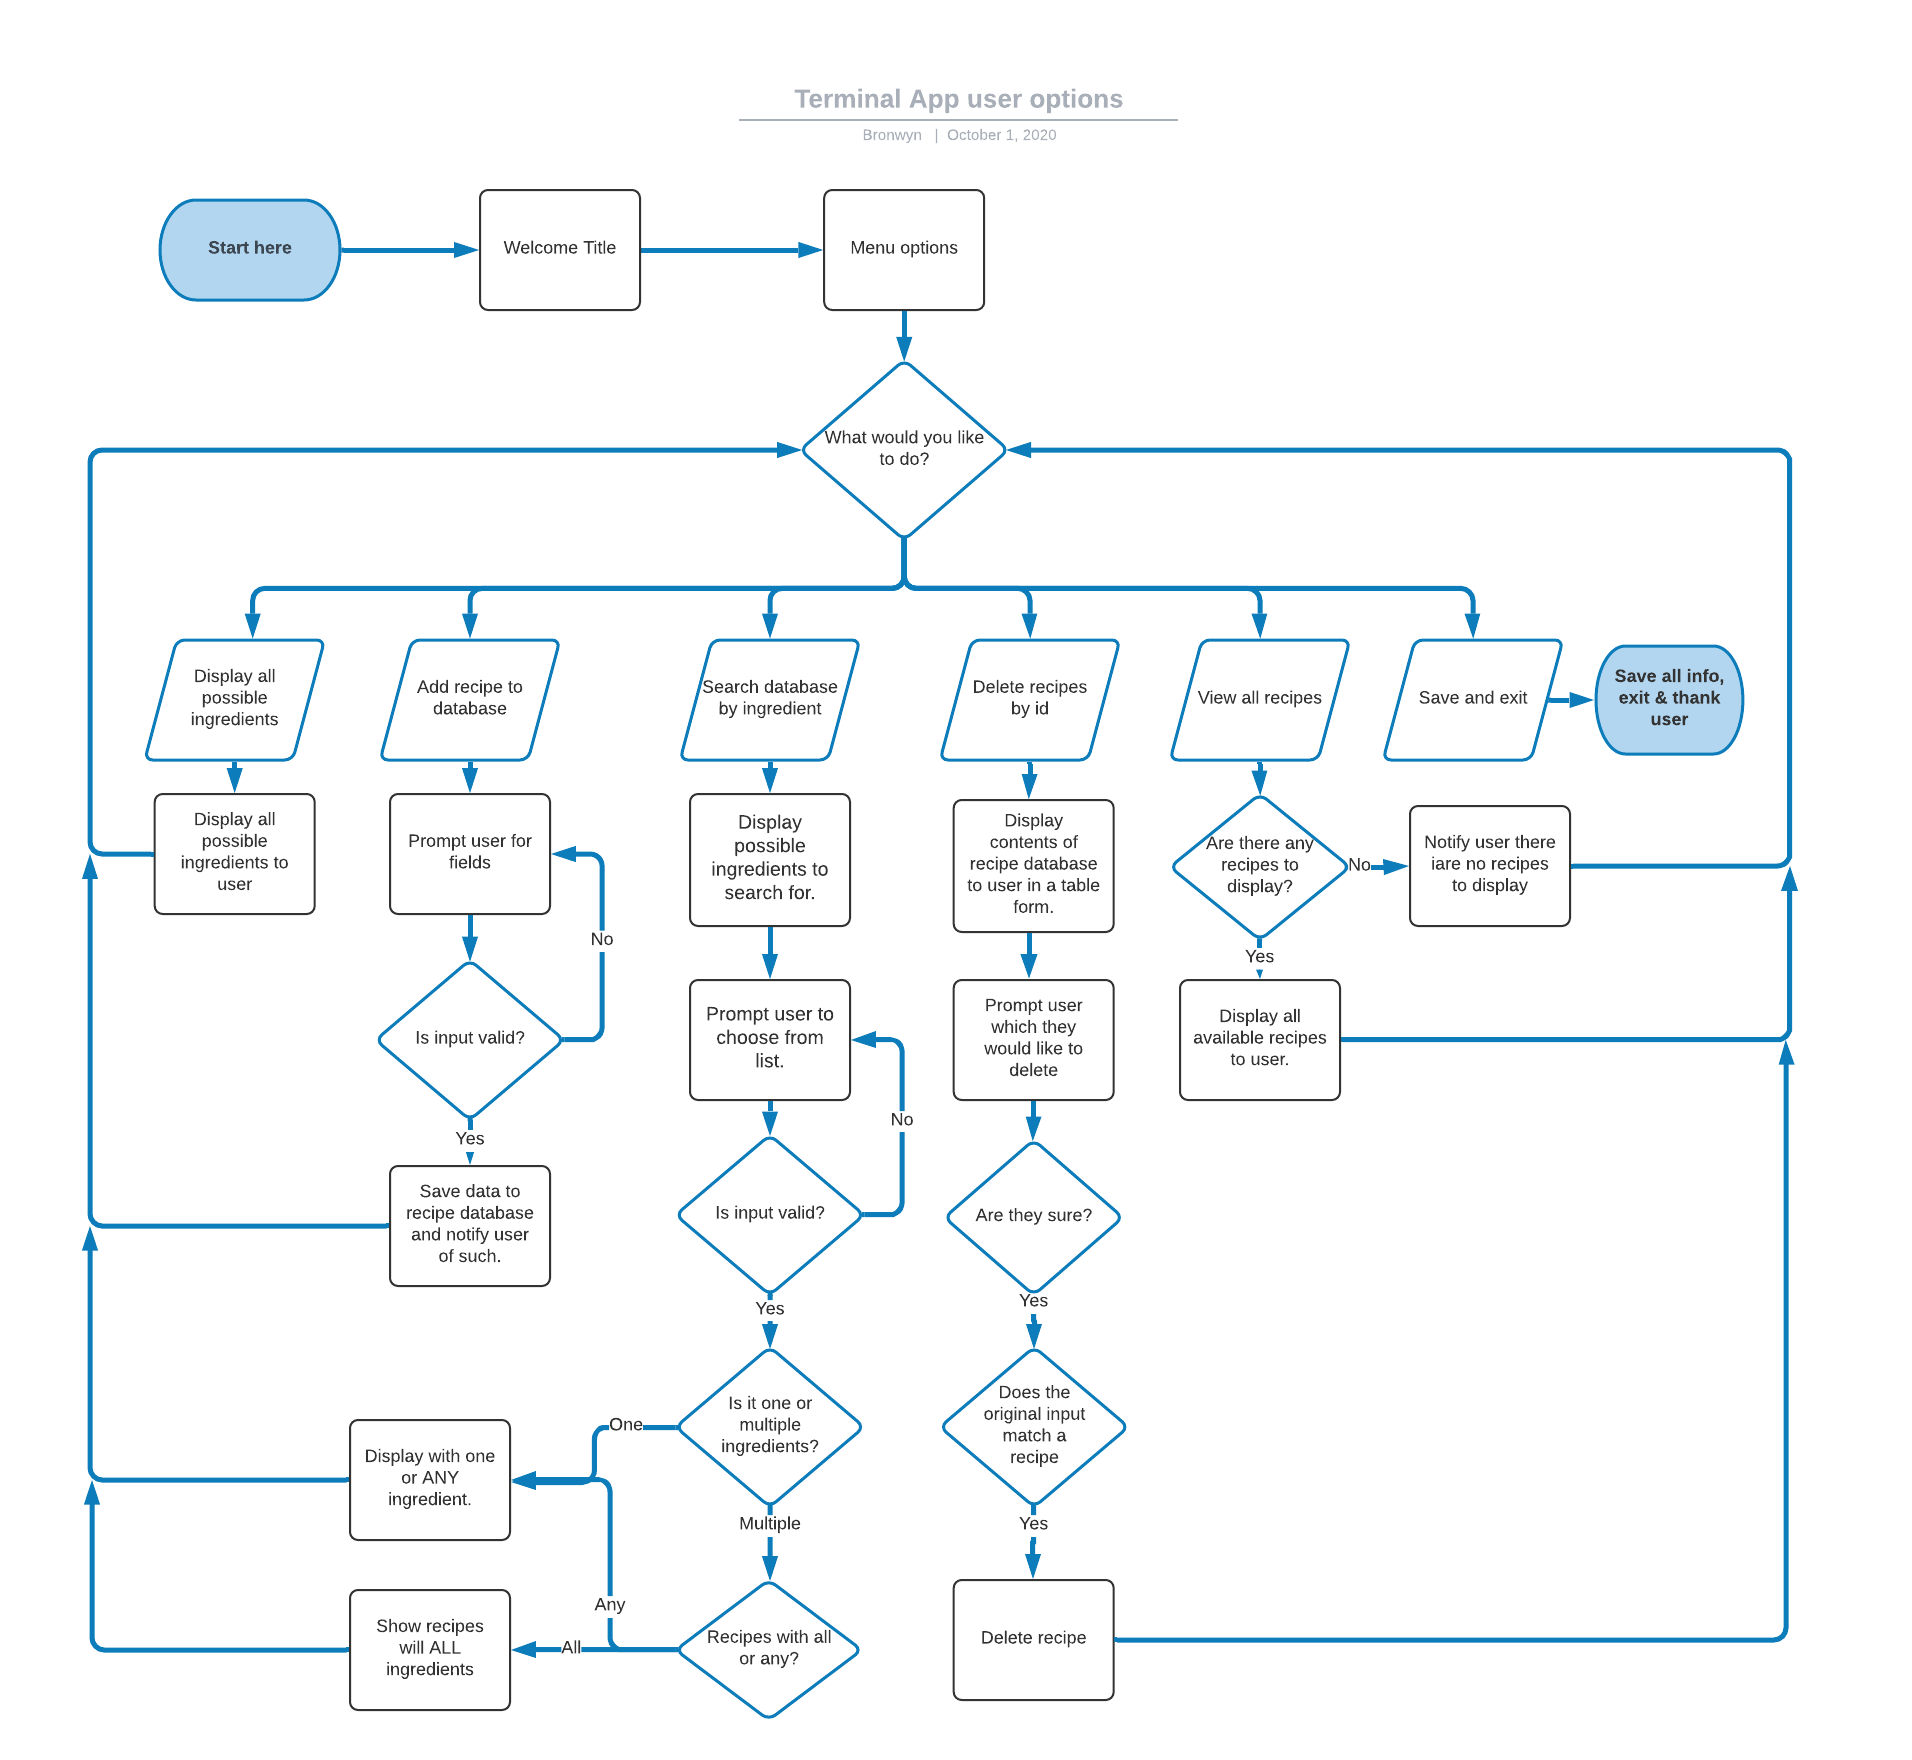 Terminal App user options
Bronwyn | October 1, 2020
Start here
Welcome Title
Menu options
What would you like
to do?
Display all
possible
ingredients
Add recipe to
database
Search database
by ingredient
Delete recipes
by id
View all recipes
Save and exit
Save all info,
exit & thank
user
Display all
possible
ingredients to
user
Prompt user for
fields
Display
possible
ingredients to
search for.
Display
contents of
recipe database
to user in a table
form.
Are there any
recipes to
display?
No
Notify user there
iare no recipes
to display
No
Yes
Is input valid?
Prompt user to
choose from
list.
Prompt user
which they
would like to
delete
Display all
available recipes
to user.
No
Yes
Save data to
recipe database
and notify user
of such.
Is input valid?
Are they sure?
Yes
Yes
Is it one or
multiple
ingredients?
Does the
original input
match a
recipe
One
Display with one
or ANY
ingredient.
Multiple
Yes
Any
Show recipes
will ALL
ingredients
All
Recipes with all
or any?
Delete recipe